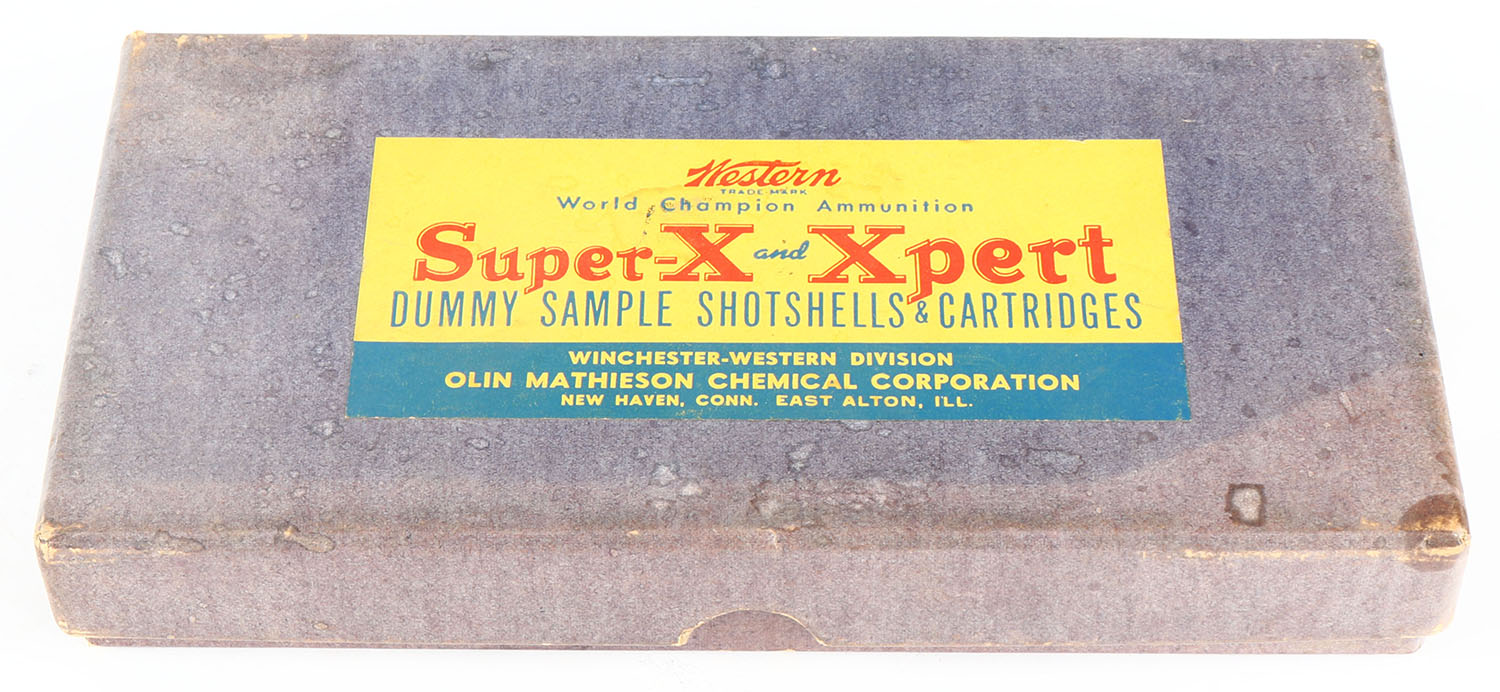 Western
TRADE-MARK
World Champion Ammunition
Super-X and Xpert
DUMMY SAMPLE SHOTSHELLS & CARTRIDGES
WINCHESTER-WESTERN DIVISION
OLIN MATHIESON CHEMICAL CORPORATION
NEW HAVEN, CONN. EAST ALTON, ILL.